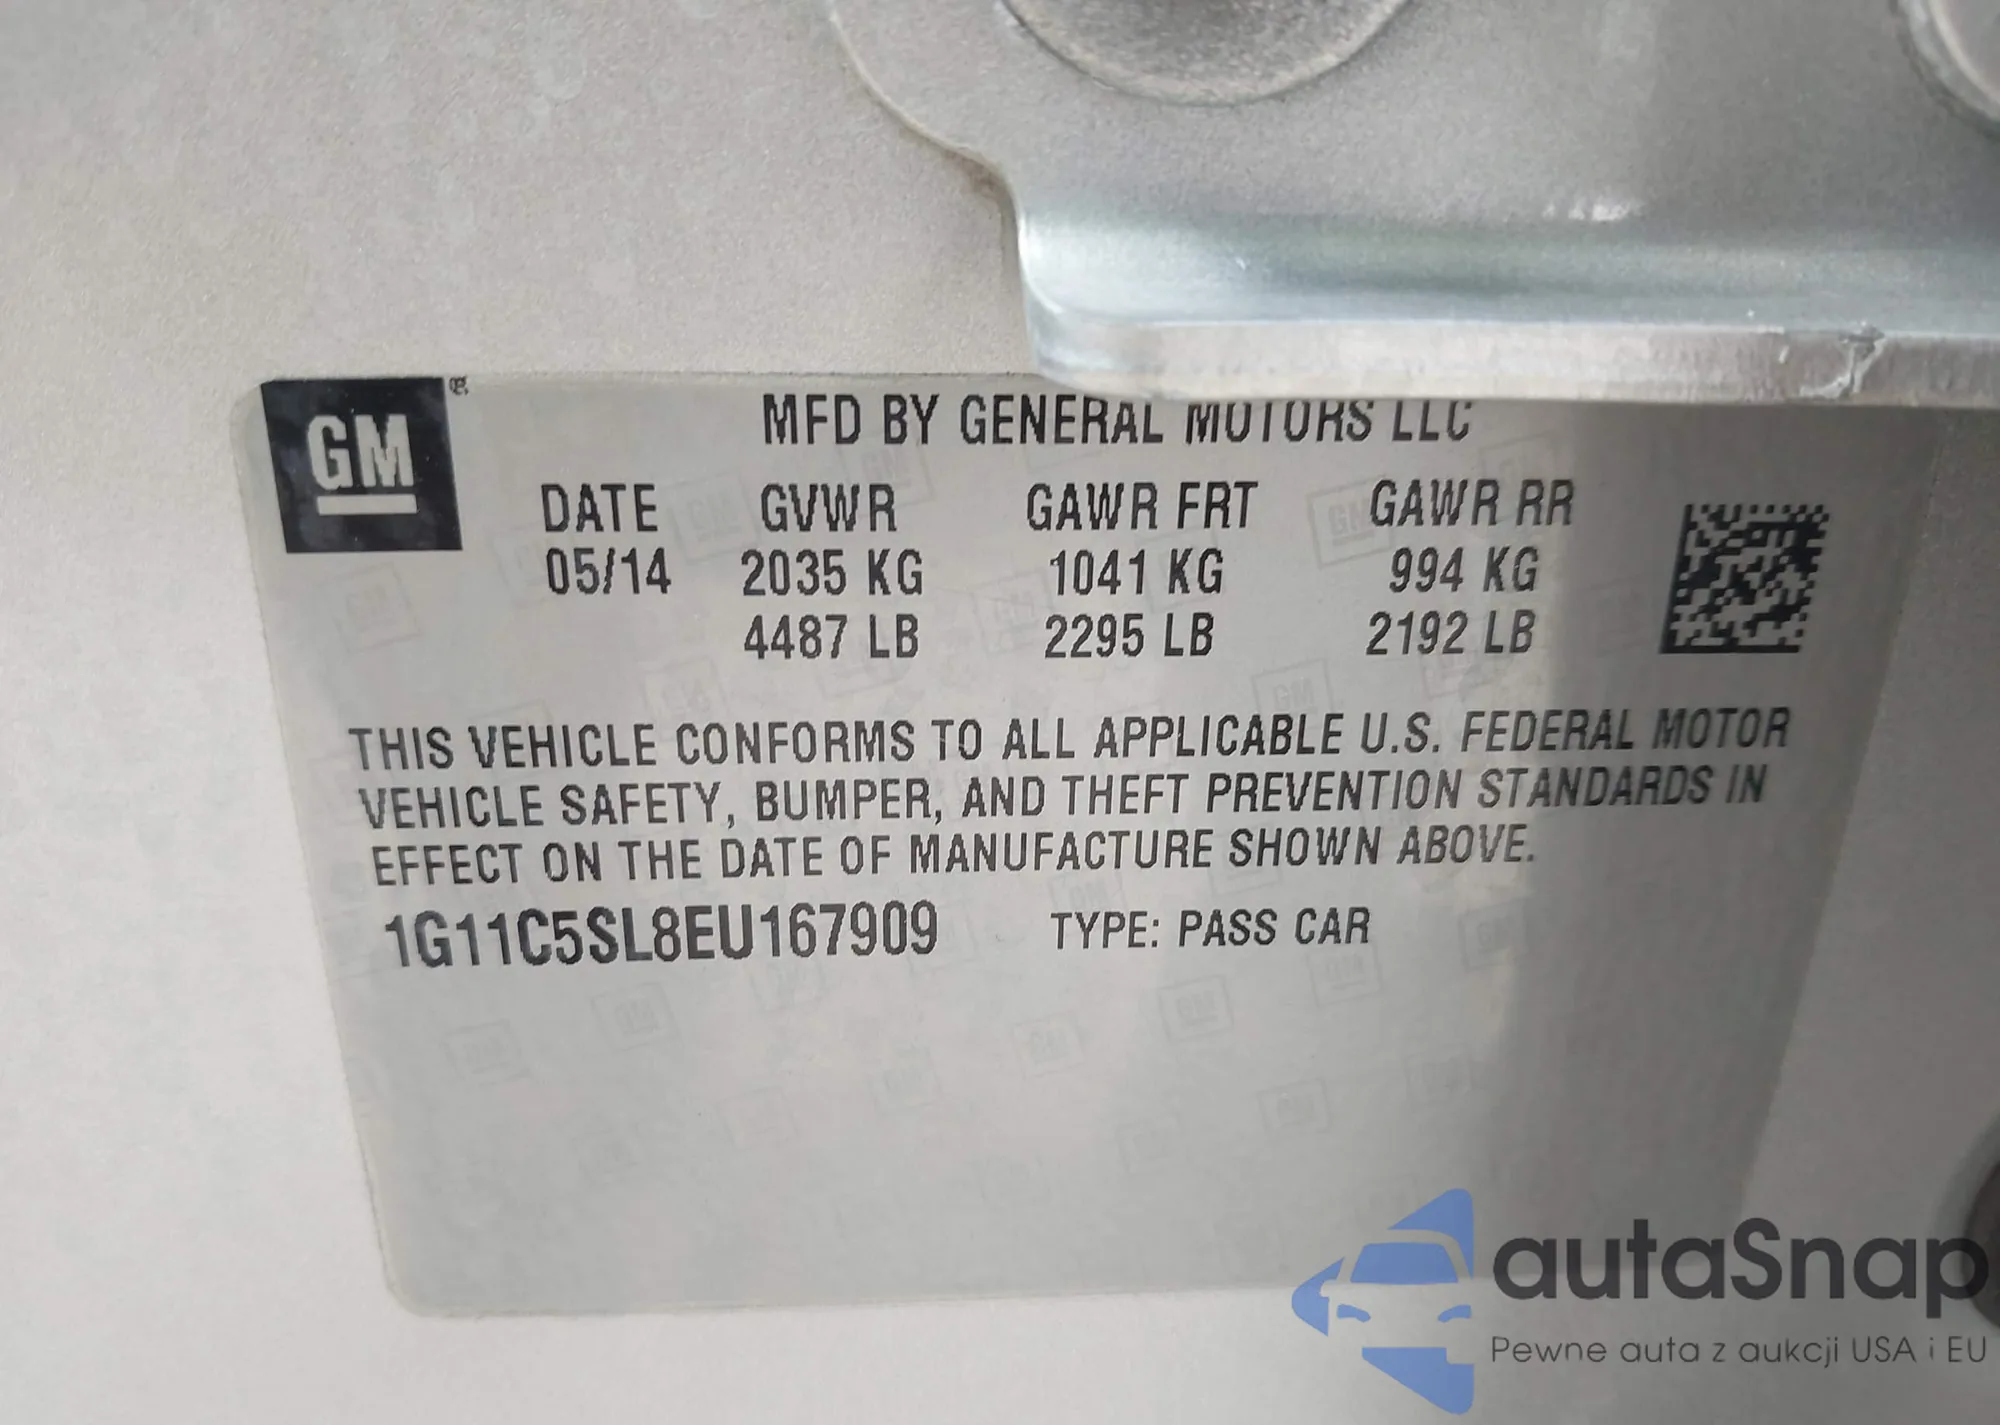 GM
MFD BY GENERAL MOTORS LLC
DATE GVWR GAWR FRT GAWR RR
05/14 2035 KG 1041 KG 994 KG
4487 LB 2295 LB 2192 LB
THIS VEHICLE CONFORMS TO ALL APPLICABLE U.S. FEDERAL MOTOR
VEHICLE SAFETY, BUMPER, AND THEFT PREVENTION STANDARDS IN
EFFECT ON THE DATE OF MANUFACTURE SHOWN ABOVE.
1G11C5SL8EU167909 TYPE: PASS CAR
autaSnap
Pewne auta z aukcji USA i EU